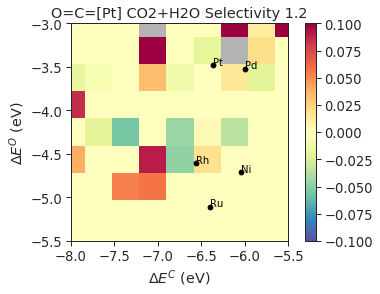 O=C=[Pt] CO2+H2O Selectivity 1.2
ΔE^O (eV)
−3.0
−3.5
−4.0
−4.5
−5.0
−5.5
Pt
Pd
Rh
Ni
Ru
−8.0 −7.5 −7.0 −6.5 −6.0 −5.5
ΔE^C (eV)
0.100
0.075
0.050
0.025
0.000
−0.025
−0.050
−0.075
−0.100